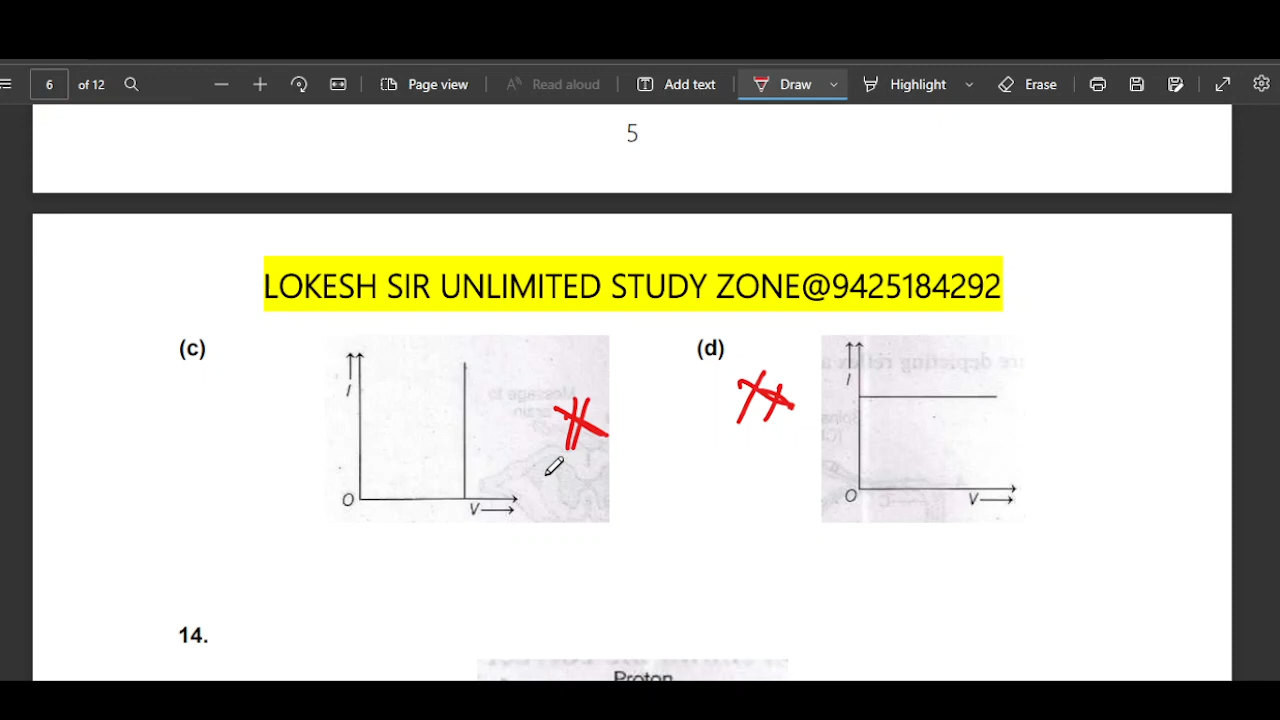 6 of 12 Page view Read aloud Add text Draw Highlight Erase
5
LOKESH SIR UNLIMITED STUDY ZONE@9425184292
(c) (d)
I I
O V O V
14.
Proton